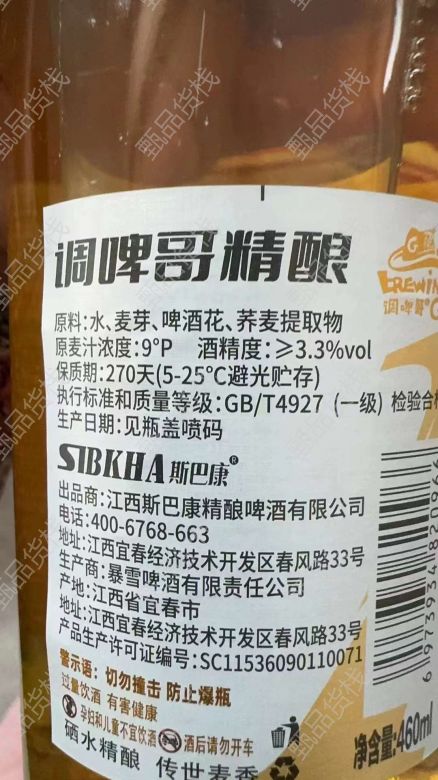 调啤哥精酿
BREWIN
调啤哥
原料:水、麦芽、啤酒花、荞麦提取物
原麦汁浓度:9°P 酒精度:≥3.3%vol
保质期:270天(5-25°C避光贮存)
执行标准和质量等级:GB/T4927 (一级) 检验合格
生产日期:见瓶盖喷码
SIBKHA斯巴康®
出品商:江西斯巴康精酿啤酒有限公司
电话:400-6768-663
地址:江西宜春经济技术开发区春风路33号
生产商:暴雪啤酒有限责任公司
产地:江西省宜春市
地址:江西宜春经济技术开发区春风路33号
产品生产许可证编号:SC11536090110071
警示语:切勿撞击 防止爆瓶
过量饮酒 有害健康
孕妇和儿童不宜饮酒 酒后请勿开车
硒水精酿 传世麦香
净含量:460ml
甄品货栈